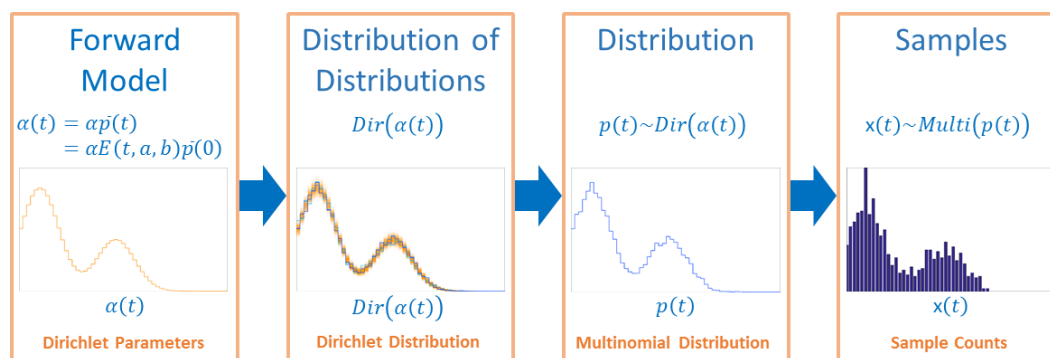 Forward
Model
α(t) = αp̄(t)
= αE(t, a, b)p̄(0)
α(t)
Dirichlet Parameters
Distribution of
Distributions
Dir(α(t))
Dir(α(t))
Dirichlet Distribution
Distribution
p(t)~Dir(α(t))
p(t)
Multinomial Distribution
Samples
x(t)~Multi(p(t))
x(t)
Sample Counts